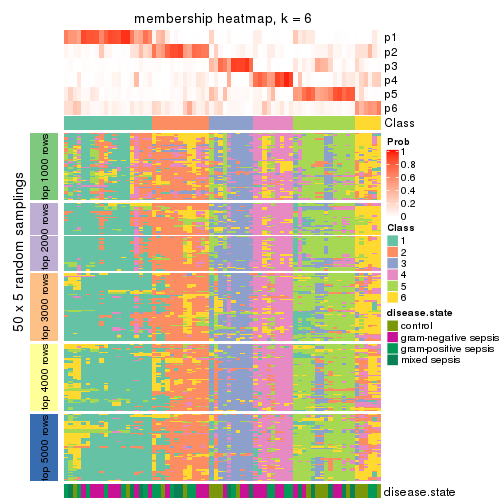 membership heatmap, k = 6
p1
p2
p3
p4
p5
p6
Class
50 x 5 random samplings
top 1000 rows
top 2000 rows
top 3000 rows
top 4000 rows
top 5000 rows
Prob
1
0.8
0.6
0.4
0.2
0
Class
1
2
3
4
5
6
disease.state
control
gram-negative sepsis
gram-positive sepsis
mixed sepsis
disease.state